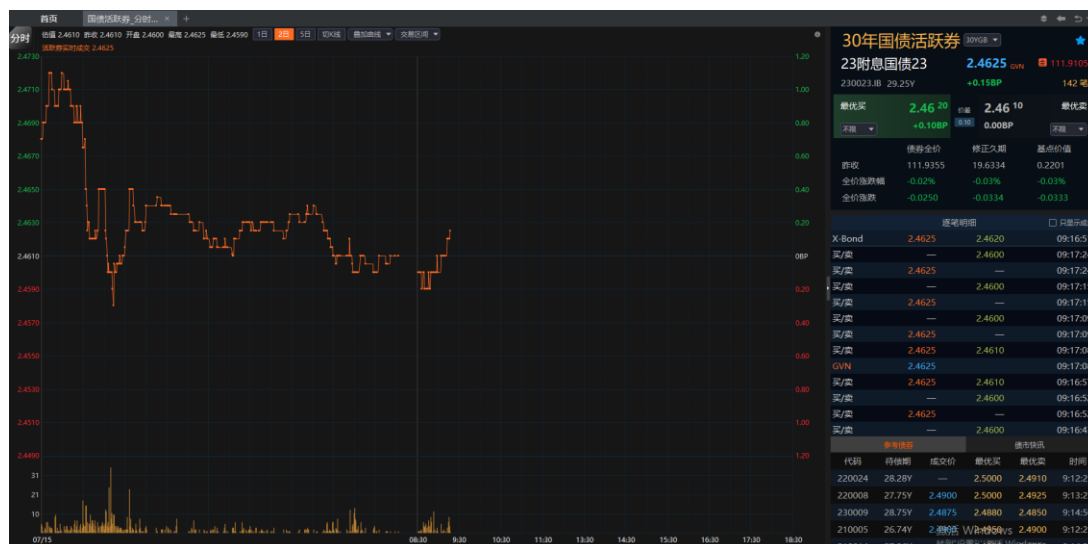 首页 国债活跃券_分时... × +
分时
估值 2.4610 昨收 2.4610 开盘 2.4600 最高 2.4625 最低 2.4590 1日 2日 5日 切K线 叠加曲线 交易区间
活跃券实时成交 2.4625
2.4730 1.20
2.4710 1.00
2.4690 0.80
2.4670 0.60
2.4650 0.40
2.4630 0.20
2.4610 0BP
2.4590 0.20
2.4570 0.40
2.4550 0.60
2.4530 0.80
2.4510 1.00
2.4490 1.20
31
21
10
07/15 08:30 9:30 10:30 11:30 13:30 14:30 15:30 16:30 17:30 18:30
30年国债活跃券 30YGB
23附息国债23 2.4625 GVN 111.9105
230023.IB 29.25Y +0.15BP 142 笔
最优买 2.46 20 价差 2.46 10 最优卖
不限 +0.10BP 0.10 0.00BP 不限
债券全价 修正久期 基点价值
昨收 111.9355 19.6334 0.2201
全价涨跌幅 -0.02% -0.03% -0.03%
全价涨跌 -0.0250 -0.0334 -0.0333
逐笔明细 只显示成
X-Bond 2.4625 2.4620 09:16:5
买/卖 — 2.4600 09:17:2
买/卖 2.4625 — 09:17:2
买/卖 — 2.4600 09:17:1
买/卖 2.4625 — 09:17:1
买/卖 — 2.4600 09:17:0
买/卖 2.4625 — 09:17:0
买/卖 2.4625 2.4610 09:17:0
GVN 2.4625 09:17:0
买/卖 2.4625 2.4610 09:16:5
买/卖 — 2.4600 09:16:5
买/卖 2.4625 — 09:16:5
买/卖 — 2.4600 09:16:4
参考债券 债市快讯
代码 待偿期 成交价 最优买 最优卖 时间
220024 28.28Y — 2.5000 2.4910 9:12:2
220008 27.75Y 2.4900 2.5000 2.4925 9:13:2
230009 28.75Y 2.4875 2.4880 2.4850 9:14:5
210005 26.74Y 2.4950 2.4900 9:12:2
Windows